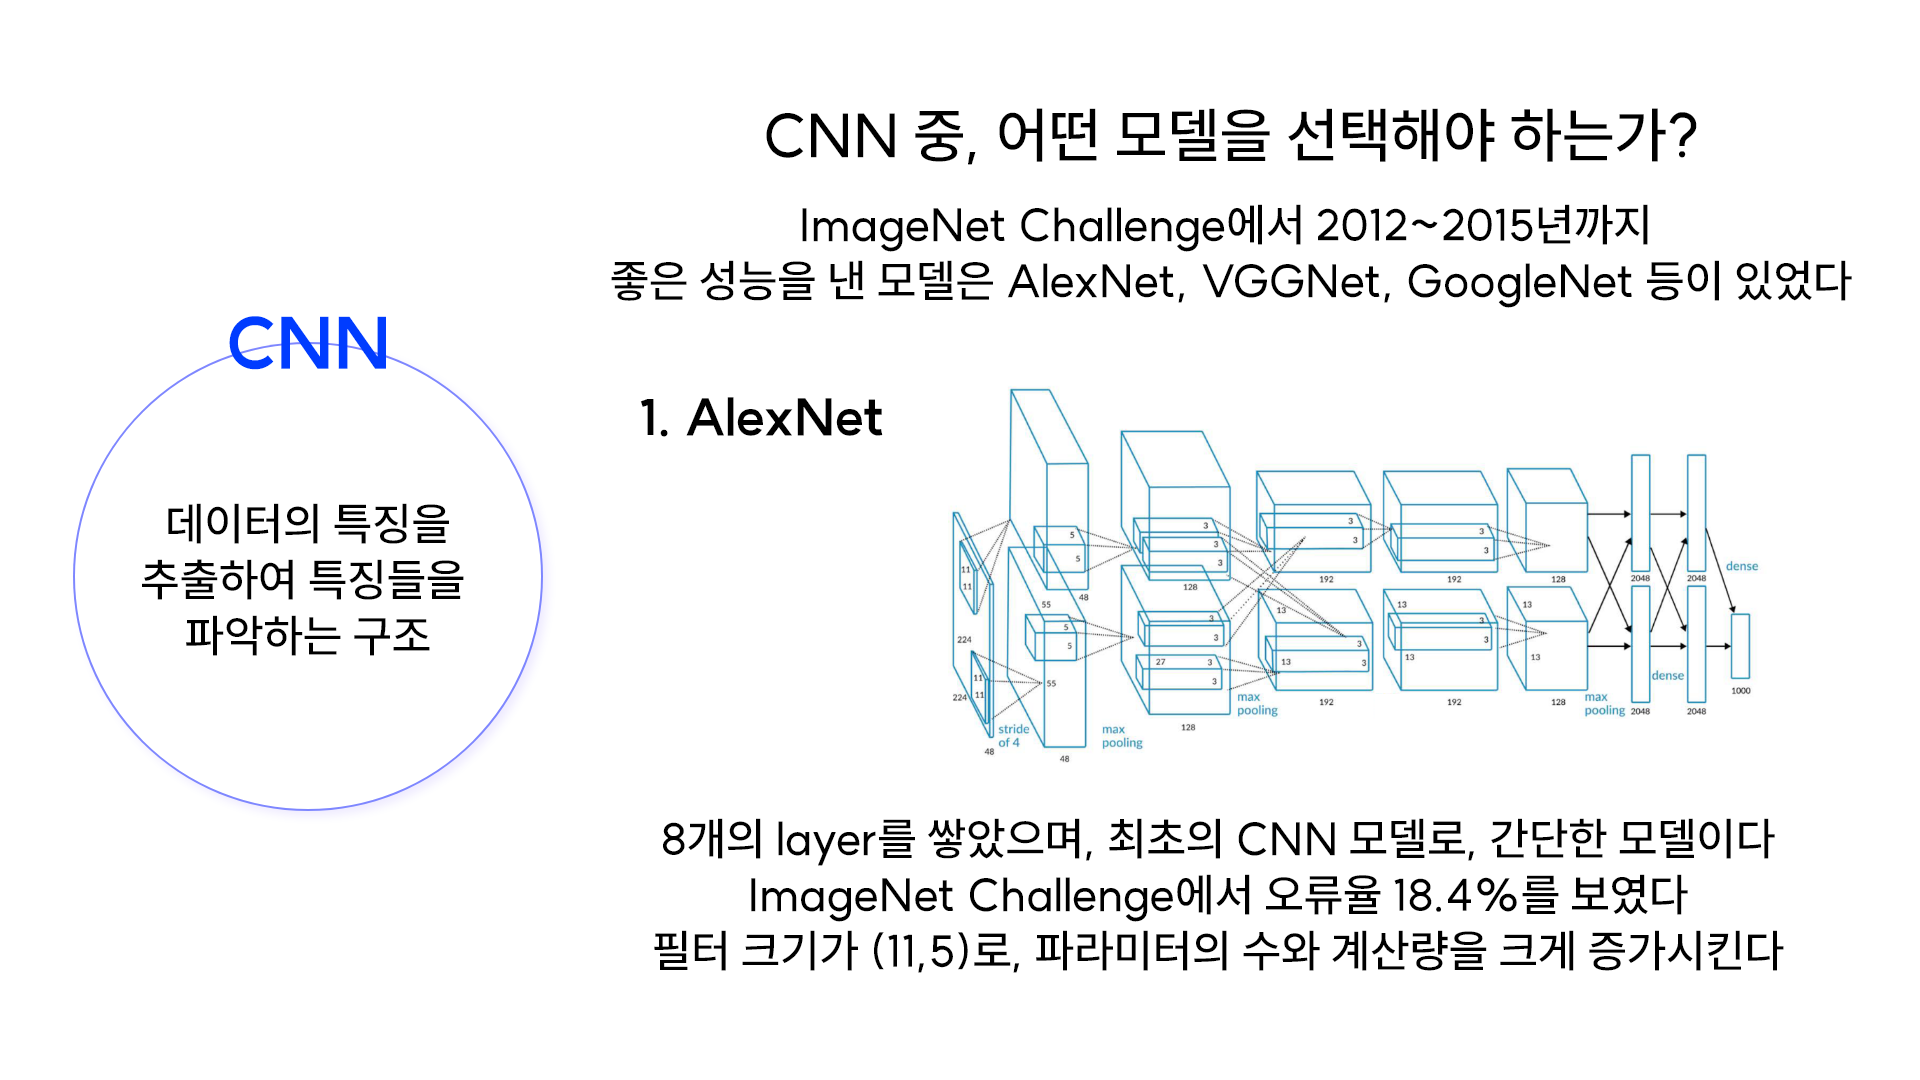 CNN 중, 어떤 모델을 선택해야 하는가?
ImageNet Challenge에서 2012~2015년까지
좋은 성능을 낸 모델은 AlexNet, VGGNet, GoogleNet 등이 있었다
CNN
데이터의 특징을
추출하여 특징들을
파악하는 구조
1. AlexNet
11
11
224
224
11
11
48
stride
of 4
5
5
48
55
5
5
55
48
max
pooling
3
3
3
3
128
3
3
27
3
3
128
max
pooling
3
3
192
13
3
3
13
192
3
3
192
13
3
3
13
192
128
13
13
128
max
pooling
2048
2048
dense
dense
2048
2048
1000
8개의 layer를 쌓았으며, 최초의 CNN 모델로, 간단한 모델이다
ImageNet Challenge에서 오류율 18.4%를 보였다
필터 크기가 (11,5)로, 파라미터의 수와 계산량을 크게 증가시킨다